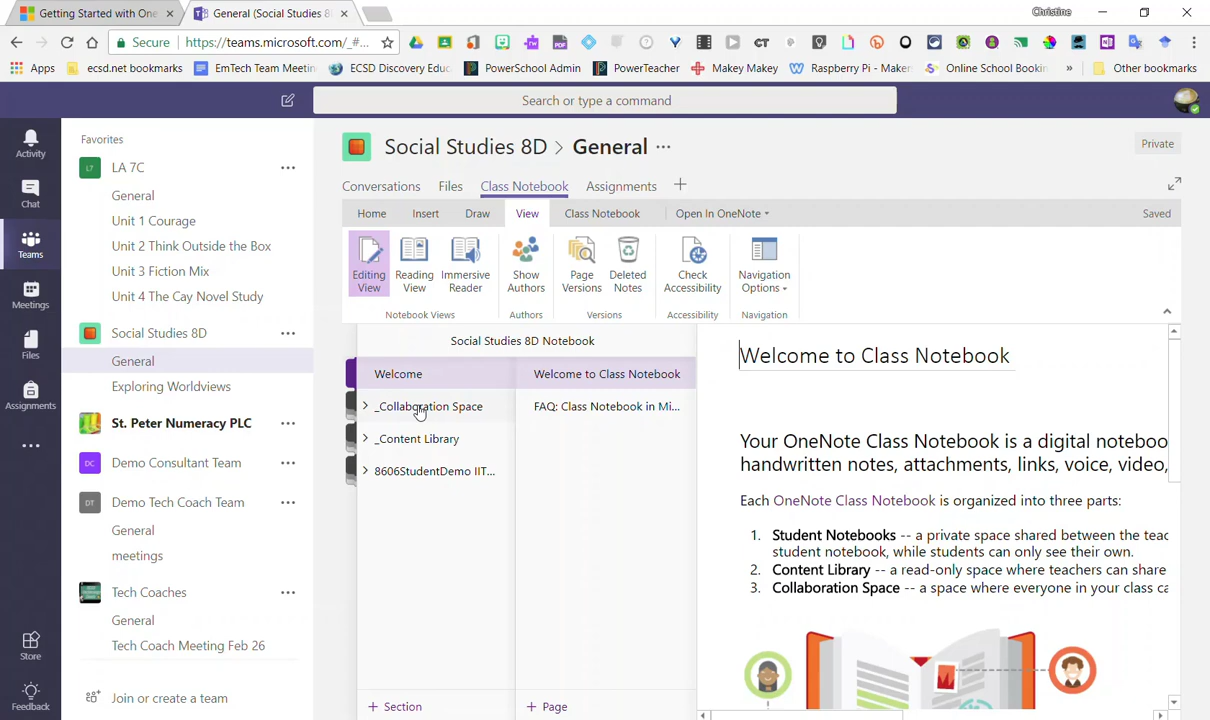 Getting Started with One
General (Social Studies 8
Christine
Secure
https://teams.microsoft.com/_#...
Apps
ecsd.net bookmarks
EmTech Team Meetin
ECSD Discovery Educ
PowerSchool Admin
PowerTeacher
Makey Makey
Raspberry Pi - Maker
Online School Bookin
»
Other bookmarks
Search or type a command
Activity
Chat
Teams
Meetings
Files
Assignments
Store
Feedback
Favorites
LA 7C
General
Unit 1 Courage
Unit 2 Think Outside the Box
Unit 3 Fiction Mix
Unit 4 The Cay Novel Study
Social Studies 8D
General
Exploring Worldviews
St. Peter Numeracy PLC
DC
Demo Consultant Team
DT
Demo Tech Coach Team
General
meetings
Tech Coaches
General
Tech Coach Meeting Feb 26
Join or create a team
Social Studies 8D > General ···
Private
Conversations
Files
Class Notebook
Assignments
Home
Insert
Draw
View
Class Notebook
Open In OneNote
Saved
Editing View
Reading View
Immersive Reader
Show Authors
Page Versions
Deleted Notes
Check Accessibility
Navigation Options
Notebook Views
Authors
Versions
Accessibility
Navigation
Social Studies 8D Notebook
Welcome
_Collaboration Space
_Content Library
8606StudentDemo IIT...
+ Section
Welcome to Class Notebook
FAQ: Class Notebook in Mi...
+ Page
Welcome to Class Notebook
Your OneNote Class Notebook is a digital noteboo
handwritten notes, attachments, links, voice, video,
Each OneNote Class Notebook is organized into three parts:
1. Student Notebooks -- a private space shared between the teac
student notebook, while students can only see their own.
2. Content Library -- a read-only space where teachers can share
3. Collaboration Space -- a space where everyone in your class ca